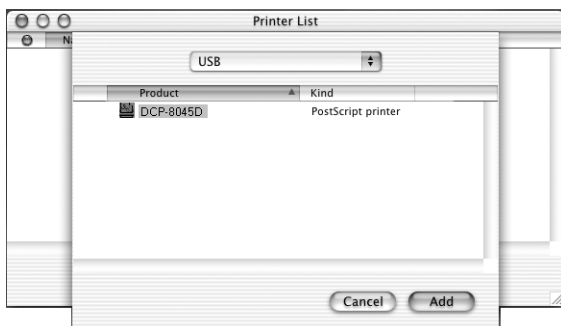 Printer List
N
USB
Product Kind
DCP-8045D PostScript printer
Cancel Add